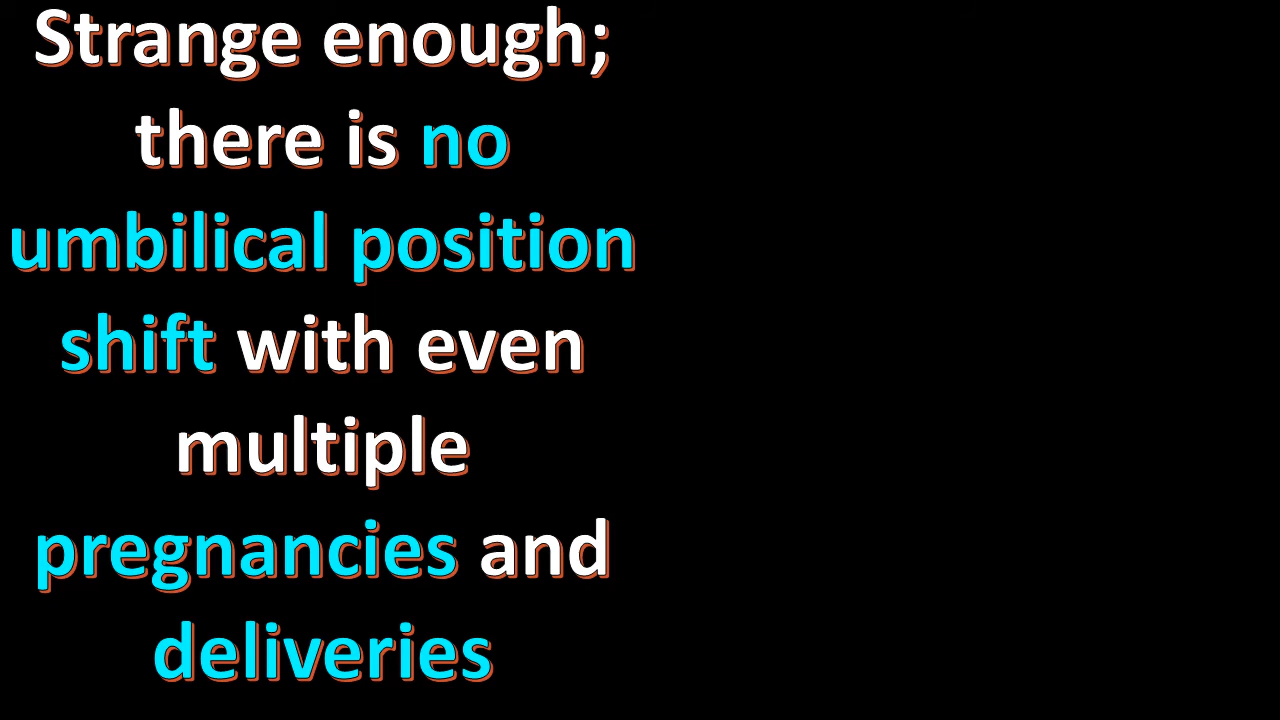 Strange enough;
there is no
umbilical position
shift with even
multiple
pregnancies and
deliveries